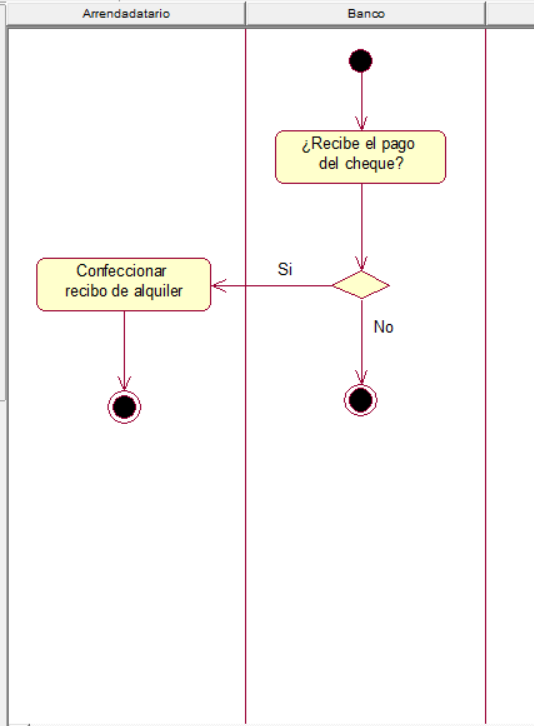 Arrendadatario
Banco
¿Recibe el pago
del cheque?
Confeccionar
recibo de alquiler
Si
No